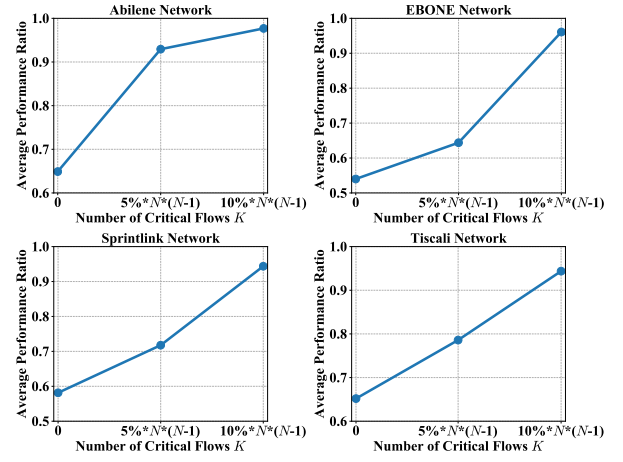 Abilene Network
Average Performance Ratio
1.0
0.9
0.8
0.7
0.6
0
5%*N*(N-1)
10%*N*(N-1)
Number of Critical Flows K
EBONE Network
Average Performance Ratio
1.0
0.9
0.8
0.7
0.6
0.5
0
5%*N*(N-1)
10%*N*(N-1)
Number of Critical Flows K
Sprintlink Network
Average Performance Ratio
1.0
0.9
0.8
0.7
0.6
0.5
0
5%*N*(N-1)
10%*N*(N-1)
Number of Critical Flows K
Tiscali Network
Average Performance Ratio
1.0
0.9
0.8
0.7
0.6
0
5%*N*(N-1)
10%*N*(N-1)
Number of Critical Flows K